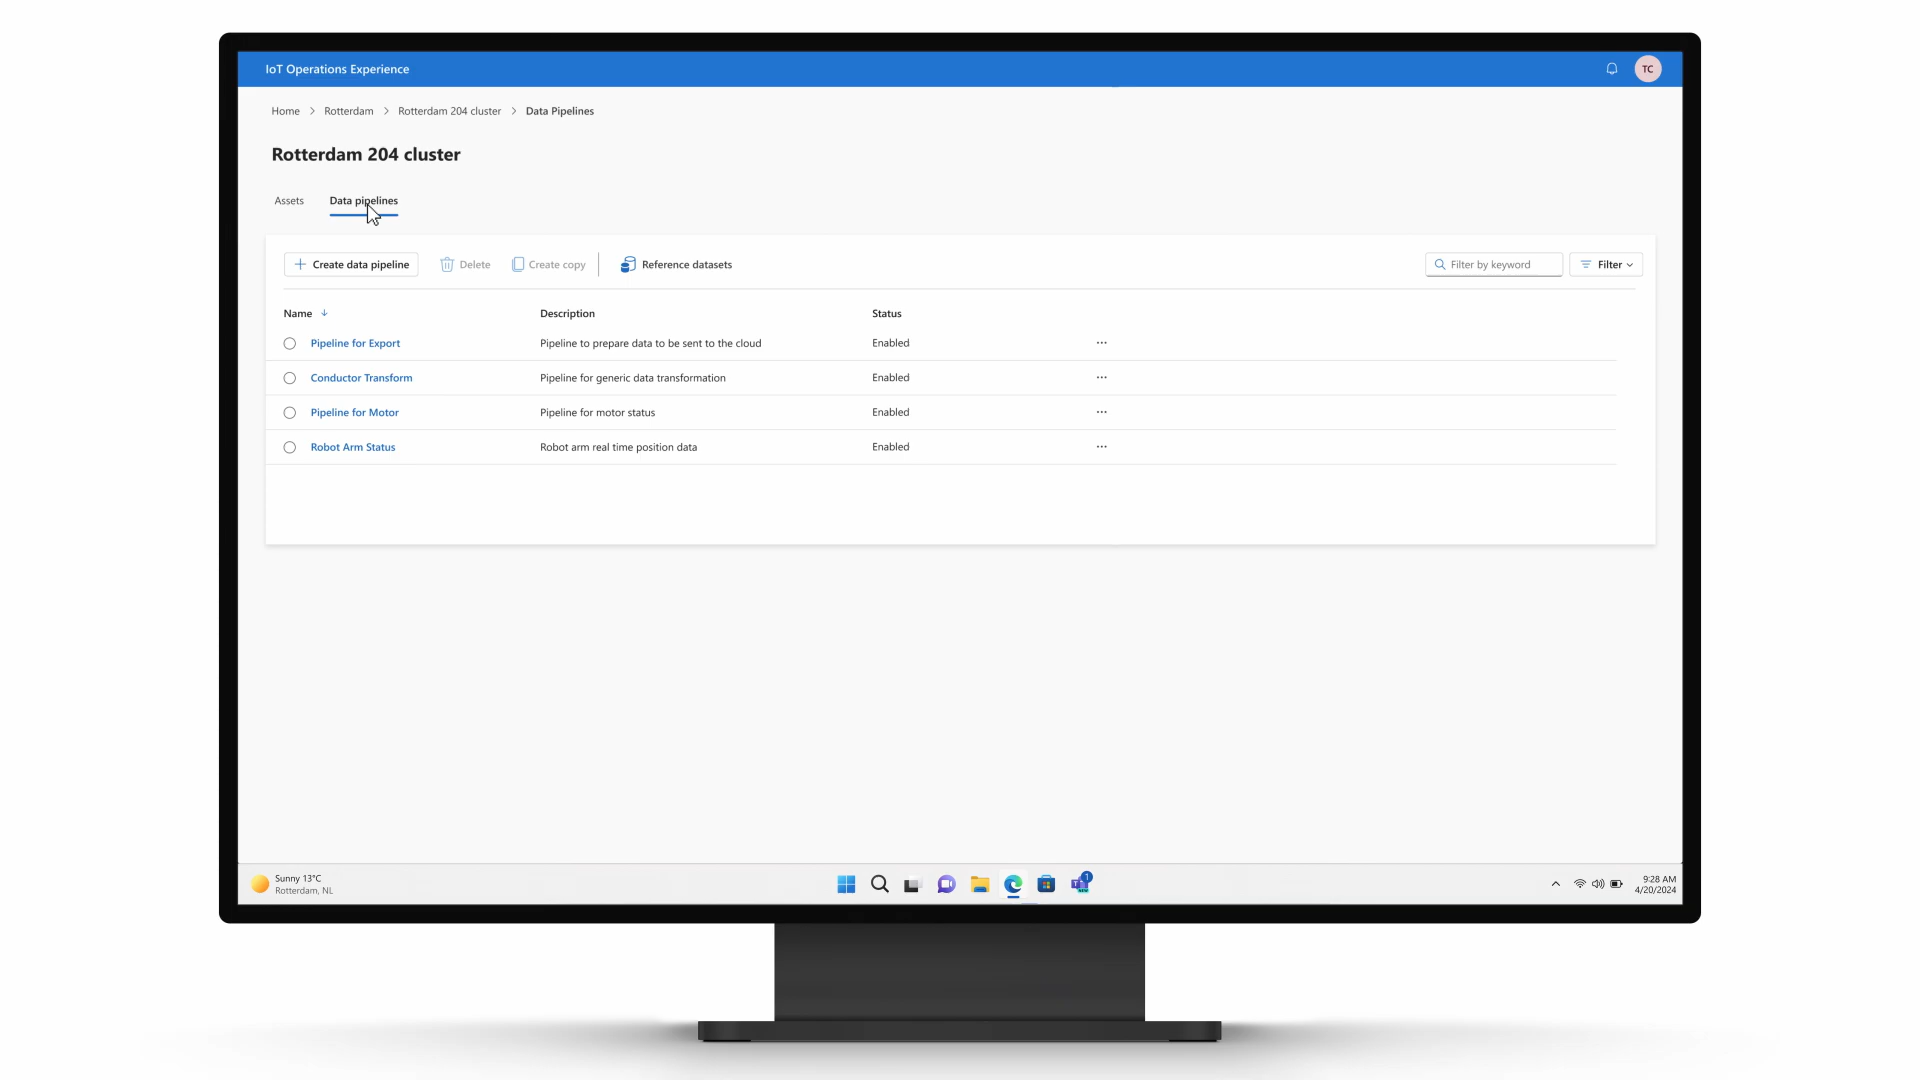 IoT Operations Experience
TC
Home > Rotterdam > Rotterdam 204 cluster > Data Pipelines
Rotterdam 204 cluster
Assets Data pipelines
Create data pipeline Delete Create copy Reference datasets Filter by keyword Filter
Name Description Status
Pipeline for Export Pipeline to prepare data to be sent to the cloud Enabled ...
Conductor Transform Pipeline for generic data transformation Enabled ...
Pipeline for Motor Pipeline for motor status Enabled ...
Robot Arm Status Robot arm real time position data Enabled ...
Sunny 13°C
Rotterdam, NL
1
9:28 AM
4/20/2024